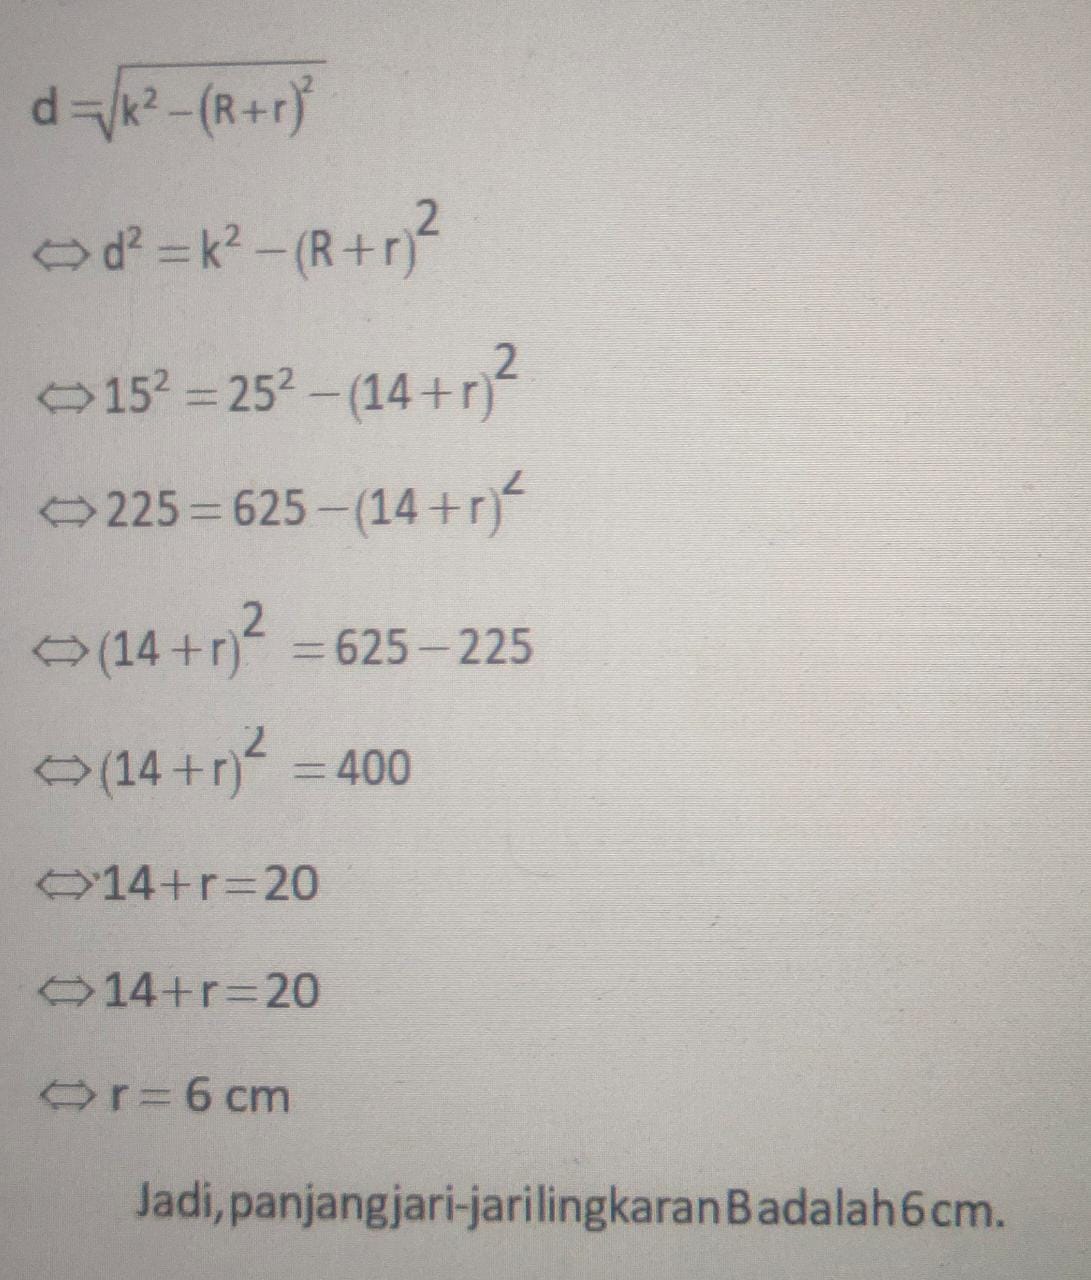 d=√k² – (R+r)²
⇔ d² = k² – (R+r)²
⇔ 15² = 25² – (14+r)²
⇔ 225 = 625 – (14+r)²
⇔ (14+r)² = 625 – 225
⇔ (14+r)² = 400
⇔ 14+r=20
⇔ 14+r=20
⇔ r= 6 cm
Jadi, panjang jari-jari lingkaran B adalah 6 cm.